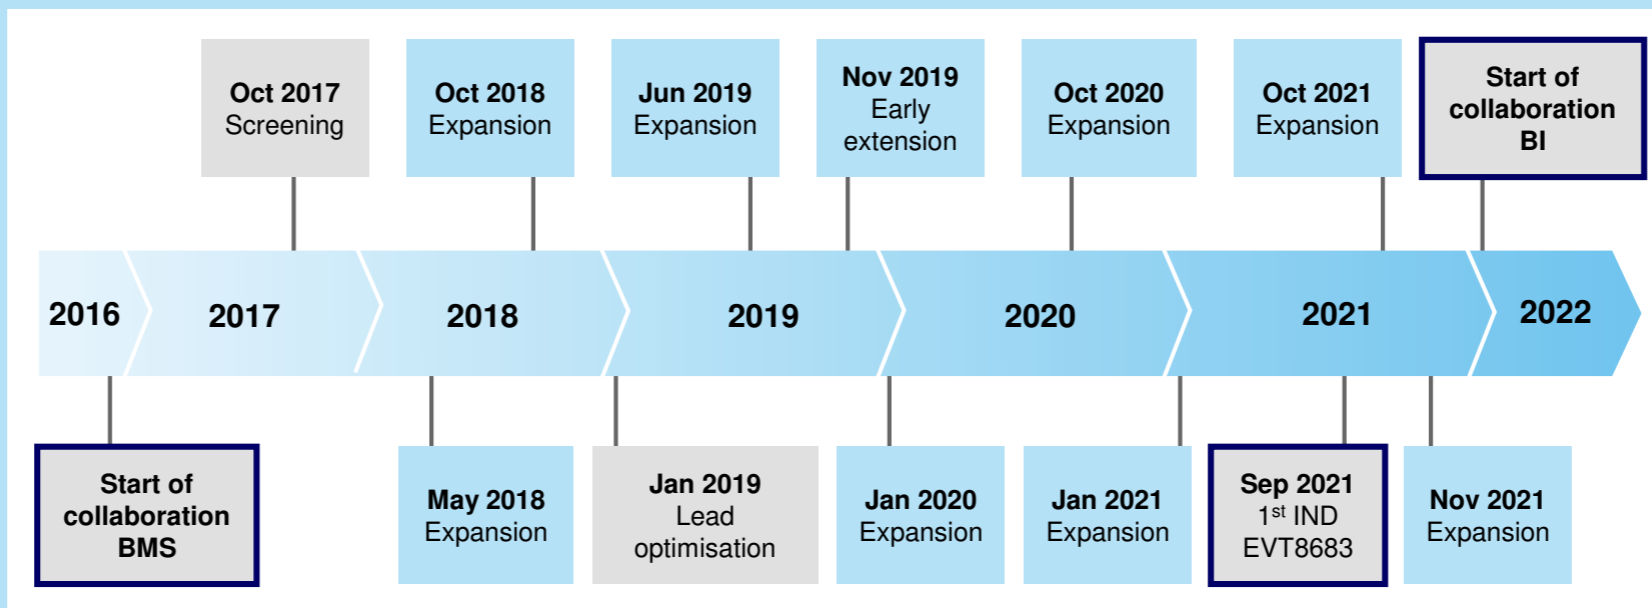 Oct 2017
Screening
Oct 2018
Expansion
Jun 2019
Expansion
Nov 2019
Early
extension
Oct 2020
Expansion
Oct 2021
Expansion
Start of
collaboration
BI
2016
2017
2018
2019
2020
2021
2022
Start of
collaboration
BMS
May 2018
Expansion
Jan 2019
Lead
optimisation
Jan 2020
Expansion
Jan 2021
Expansion
Sep 2021
1st IND
EVT8683
Nov 2021
Expansion